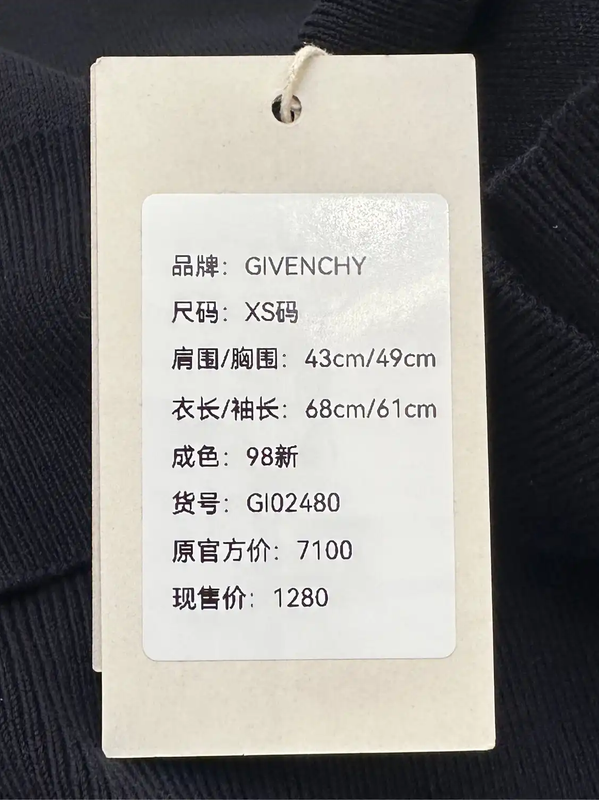 品牌：GIVENCHY
尺码：XS码
肩围/胸围：43cm/49cm
衣长/袖长：68cm/61cm
成色：98新
货号：GI02480
原官方价：7100
现售价：1280